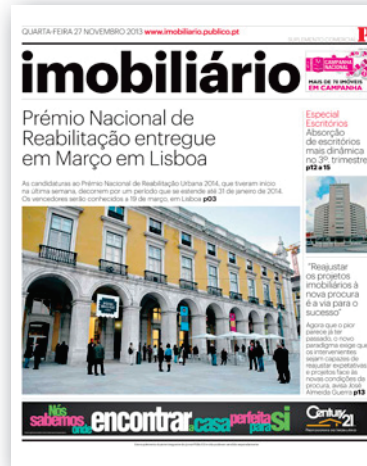 QUARTA-FEIRA 27 NOVEMBRO 2013 www.imobiliario.publico.pt
SUPLEMENTO COMERCIAL
P
imobiliário
CAMPANHA
NACIONAL
MAIS DE 70 IMÓVEIS
EM CAMPANHA
Prémio Nacional de
Reabilitação entregue
em Março em Lisboa
As candidaturas ao Prémio Nacional de Reabilitação Urbana 2014, que tiveram início
na última semana, decorrem por um período que se estende até 31 de janeiro de 2014.
Os vencedores serão conhecidos a 19 de março, em Lisboa p03
Especial
Escritórios
Absorção
de escritórios
mais dinâmica
no 3º. trimestre
p12 a 15
"Reajustar
os projetos
imobiliários à
nova procura
é a via para o
sucesso"
Agora que o pior
parece já ter
passado, o novo
paradigma exige que
os intervenientes
sejam capazes de
reajustar expetativas
e projetos face às
novas condições de
procura, avisa José
Almeida Guerra p13
Nós
sabemos onde encontrar a casa perfeita para si
Century 21